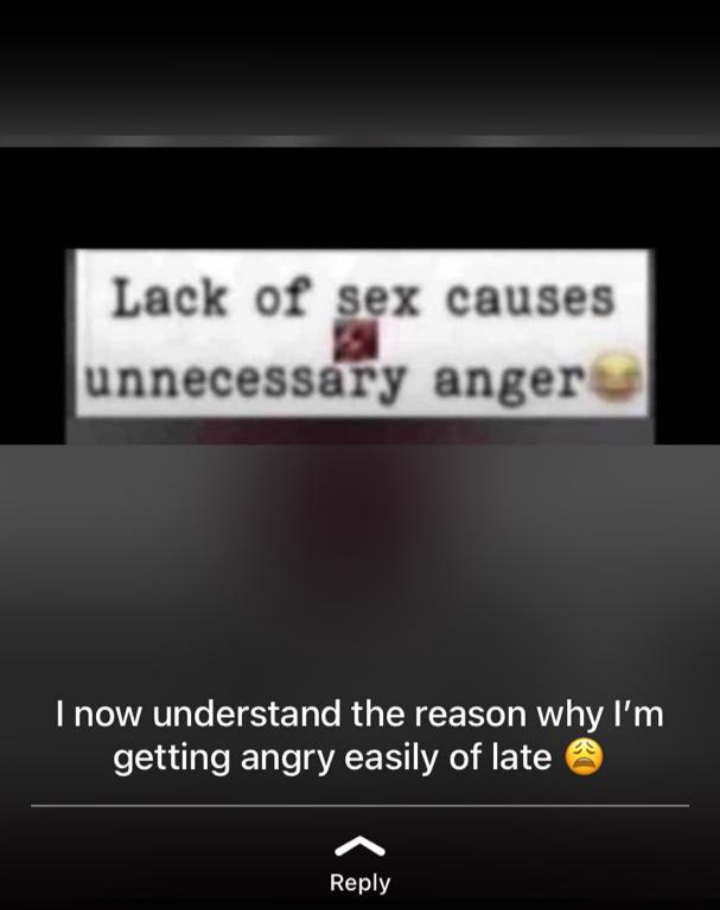 Lack of sex causes
unnecessary anger😂
I now understand the reason why I’m
getting angry easily of late 😩
Reply